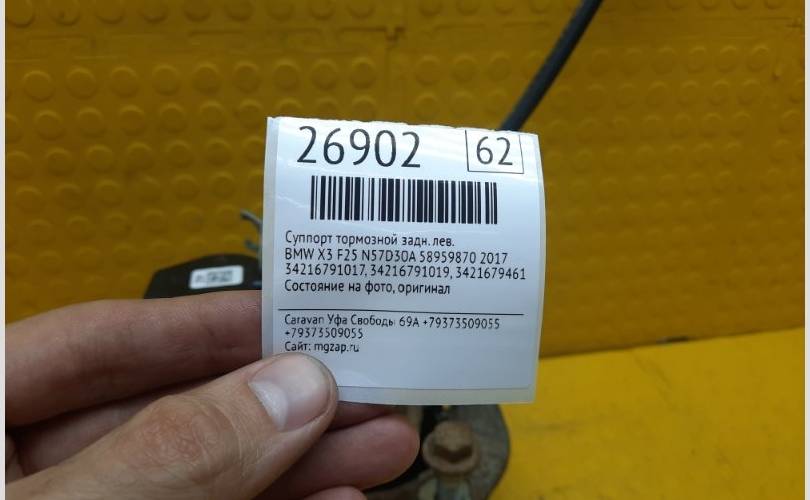 26902 62
Суппорт тормозной задн. лев.
BMW X3 F25 N57D30A 58959870 2017
34216791017, 34216791019, 3421679461
Состояние на фото, оригинал
Caravan Уфа Свободы 69А +79373509055
+79373509055
Сайт: mgzap.ru